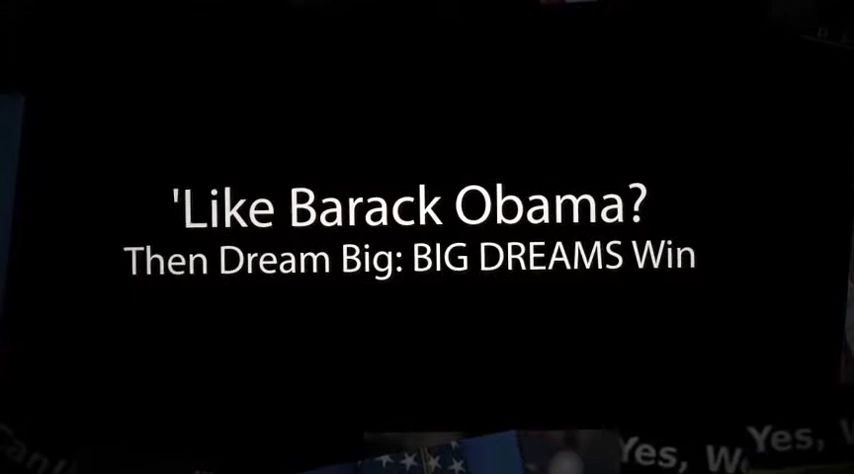 'Like Barack Obama?
Then Dream Big: BIG DREAMS Win
Yes, W
Yes,